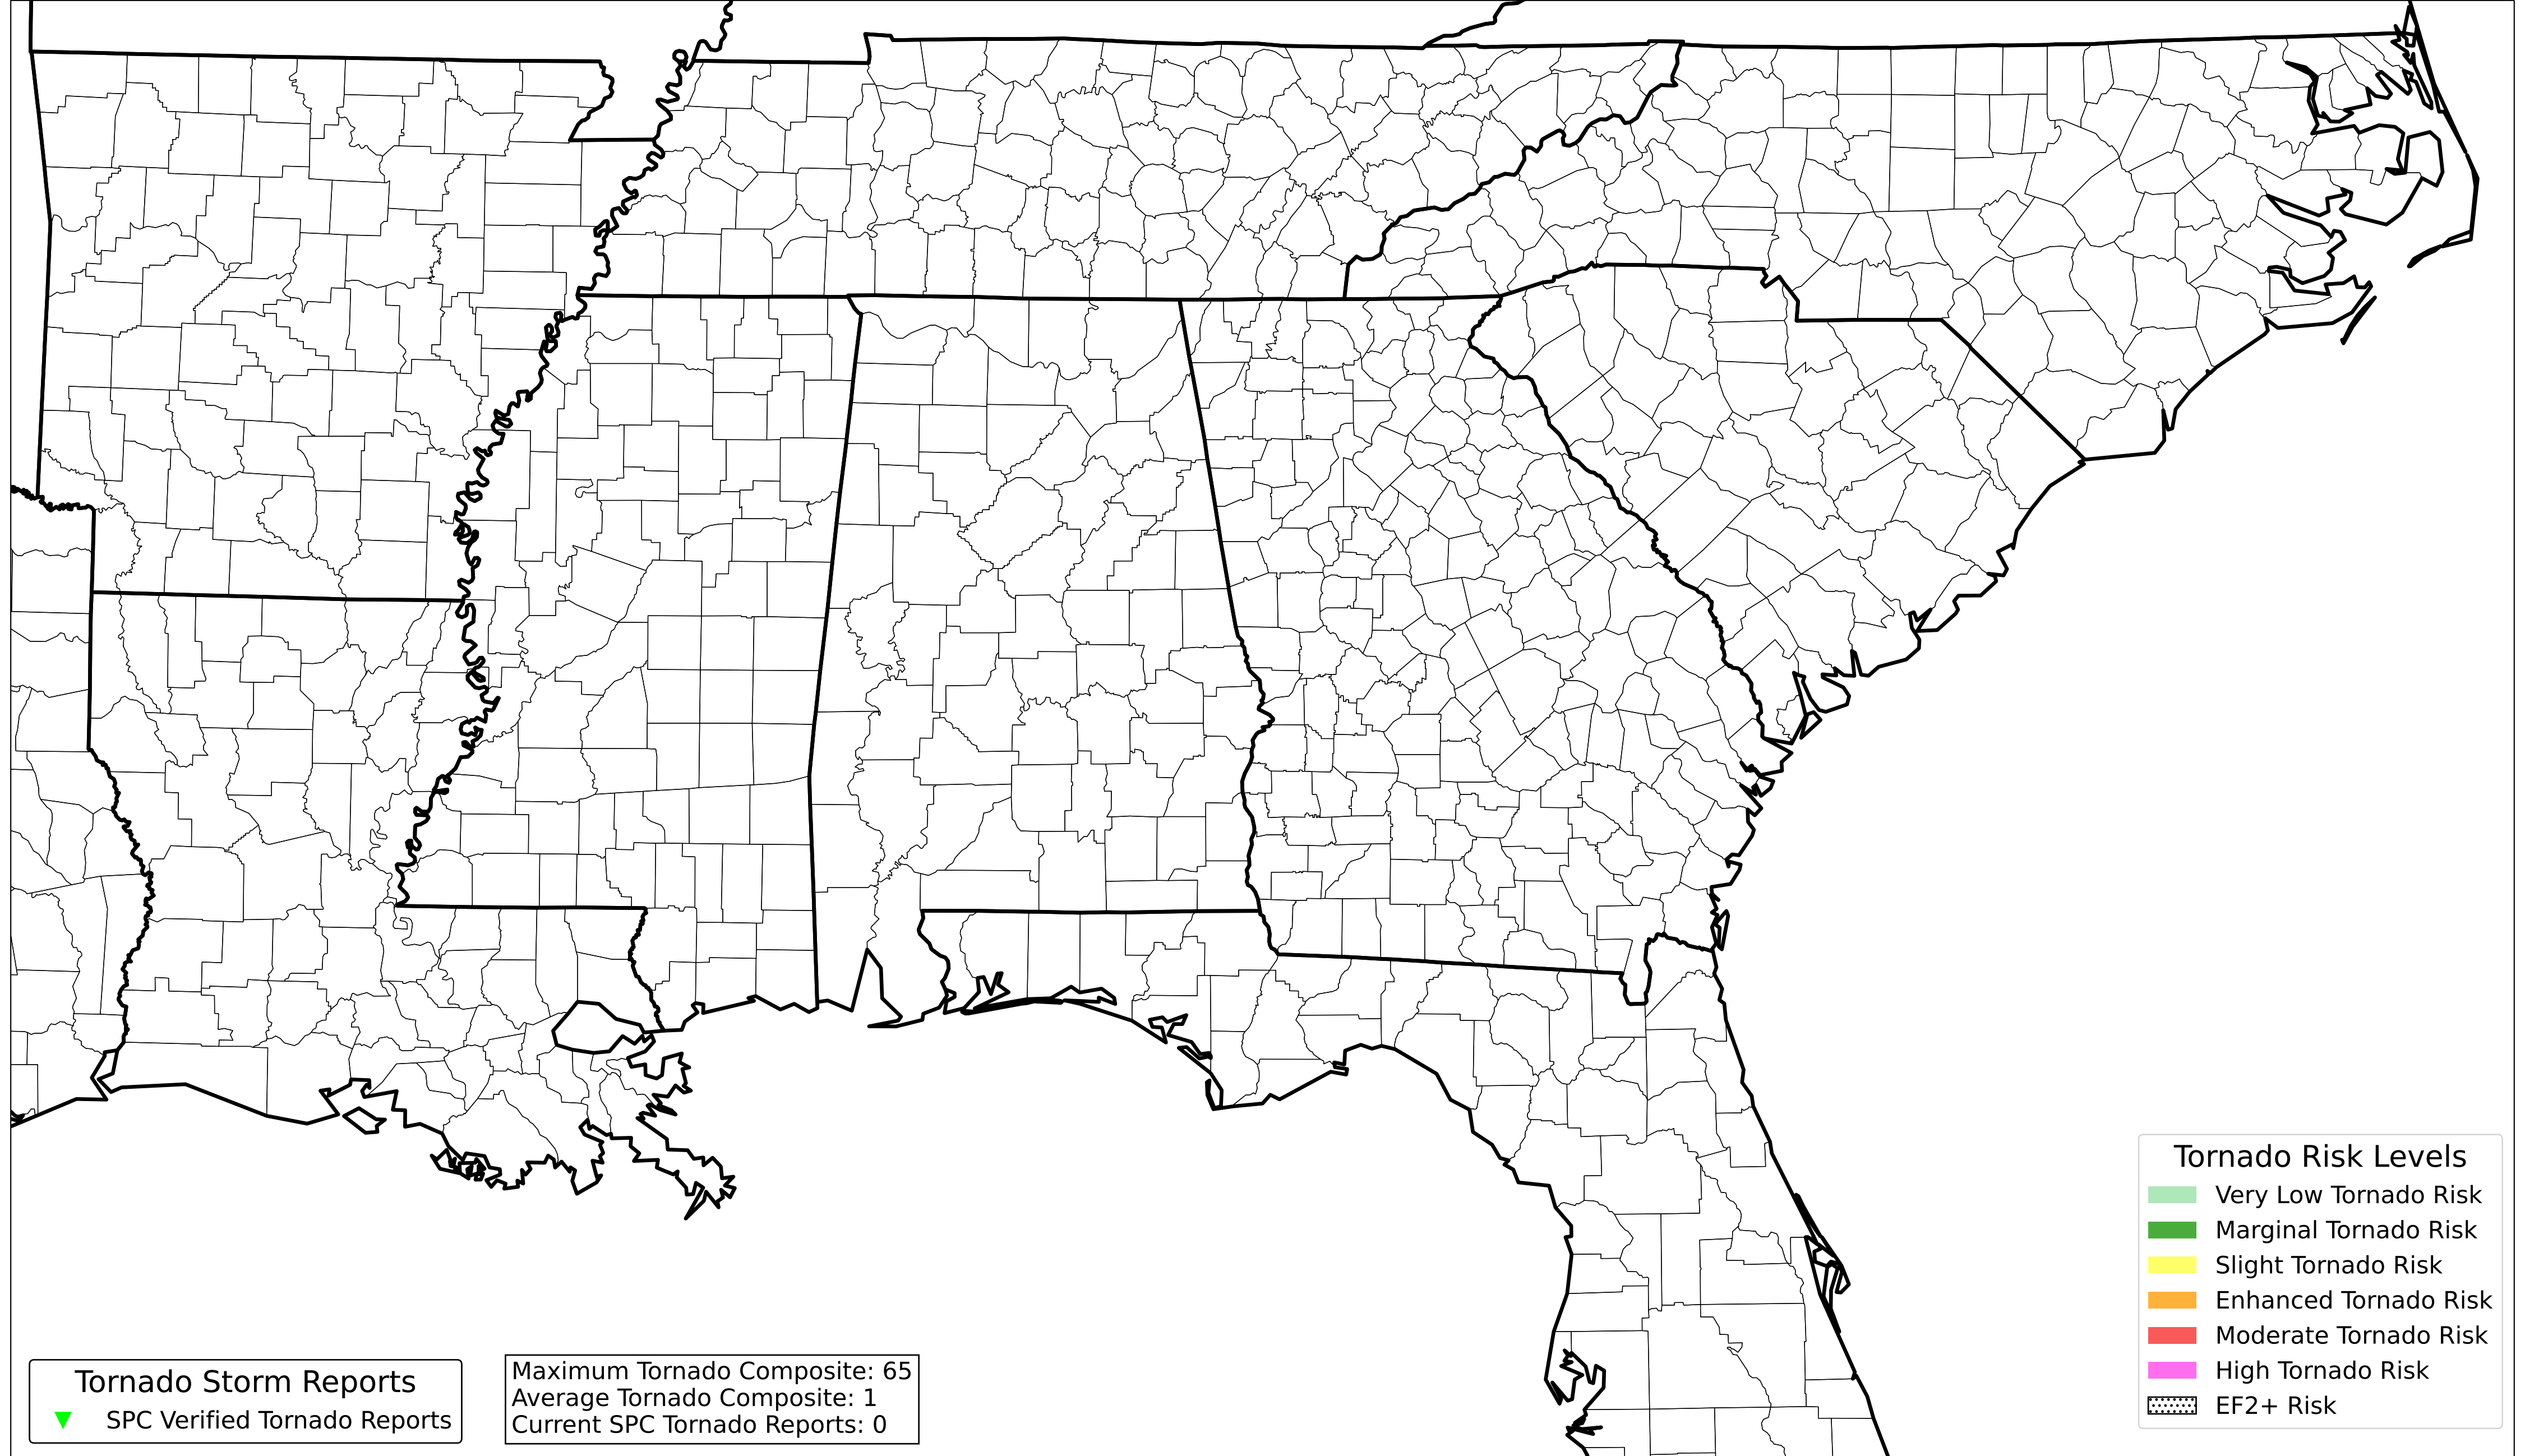 Tornado Risk Levels
Very Low Tornado Risk
Marginal Tornado Risk
Slight Tornado Risk
Enhanced Tornado Risk
Moderate Tornado Risk
High Tornado Risk
EF2+ Risk
Tornado Storm Reports
SPC Verified Tornado Reports
Maximum Tornado Composite: 65
Average Tornado Composite: 1
Current SPC Tornado Reports: 0